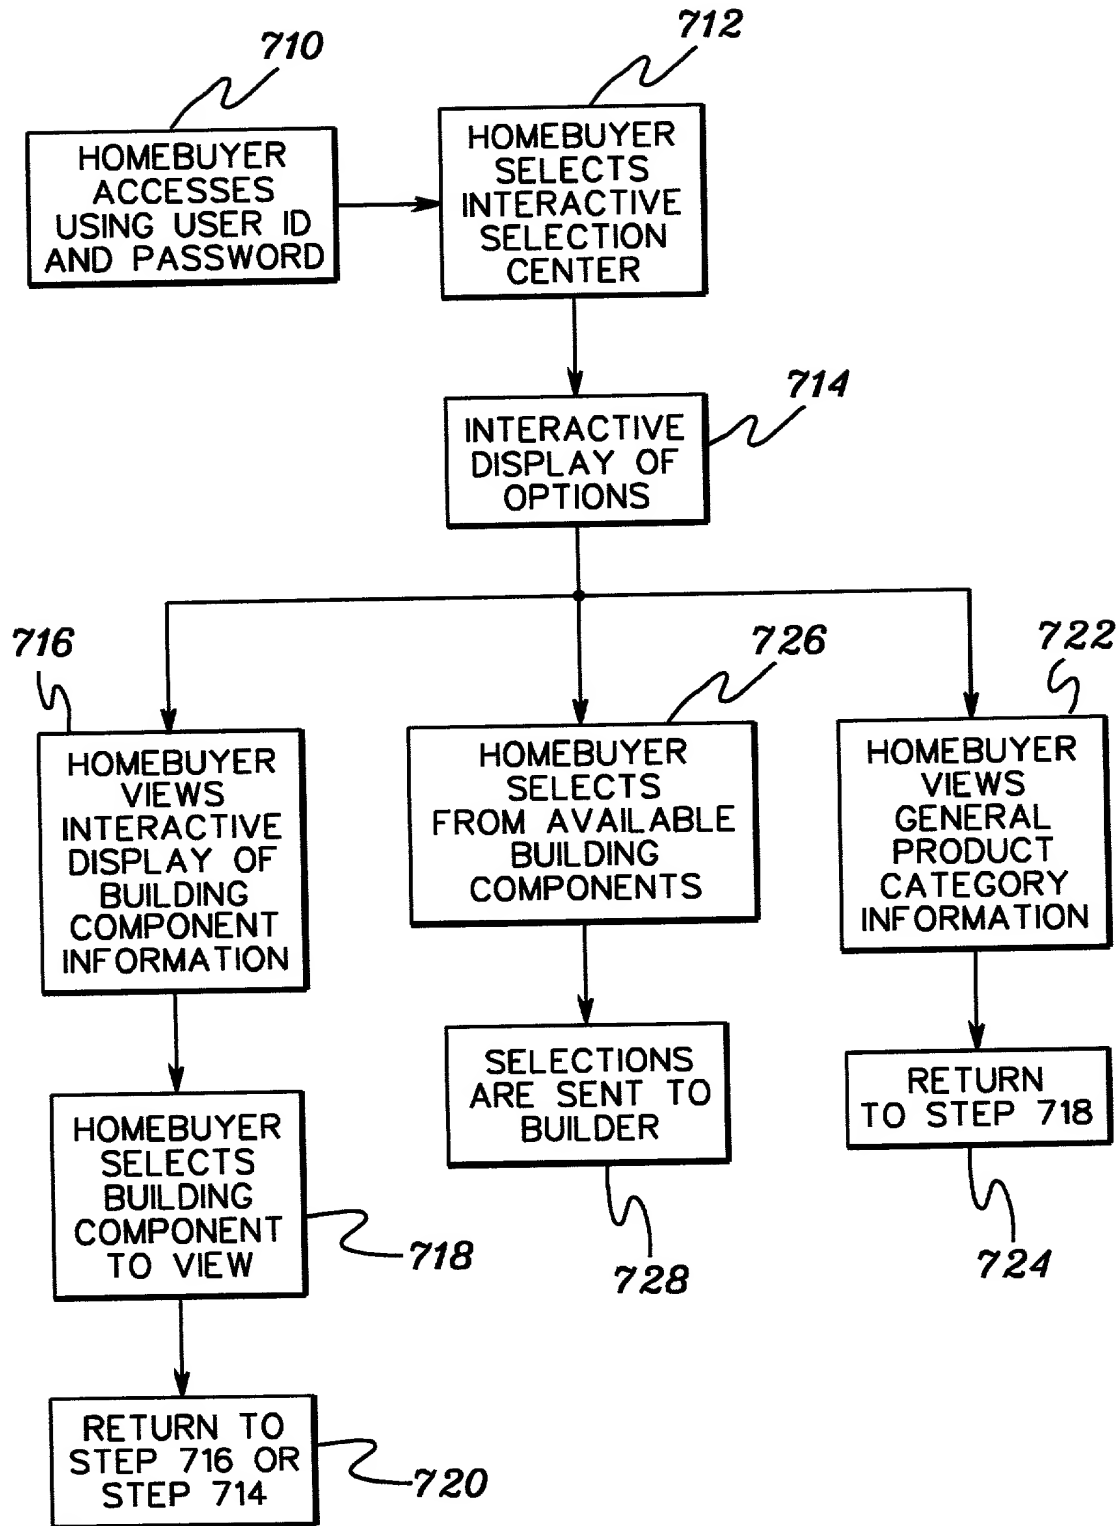 710
HOMEBUYER
ACCESSES
USING USER ID
AND PASSWORD
712
HOMEBUYER
SELECTS
INTERACTIVE
SELECTION
CENTER
714
INTERACTIVE
DISPLAY OF
OPTIONS
716
HOMEBUYER
VIEWS
INTERACTIVE
DISPLAY OF
BUILDING
COMPONENT
INFORMATION
HOMEBUYER
SELECTS
BUILDING
COMPONENT
TO VIEW
718
RETURN TO
STEP 716 OR
STEP 714
720
726
HOMEBUYER
SELECTS
FROM AVAILABLE
BUILDING
COMPONENTS
SELECTIONS
ARE SENT TO
BUILDER
728
722
HOMEBUYER
VIEWS
GENERAL
PRODUCT
CATEGORY
INFORMATION
RETURN
TO STEP 718
724